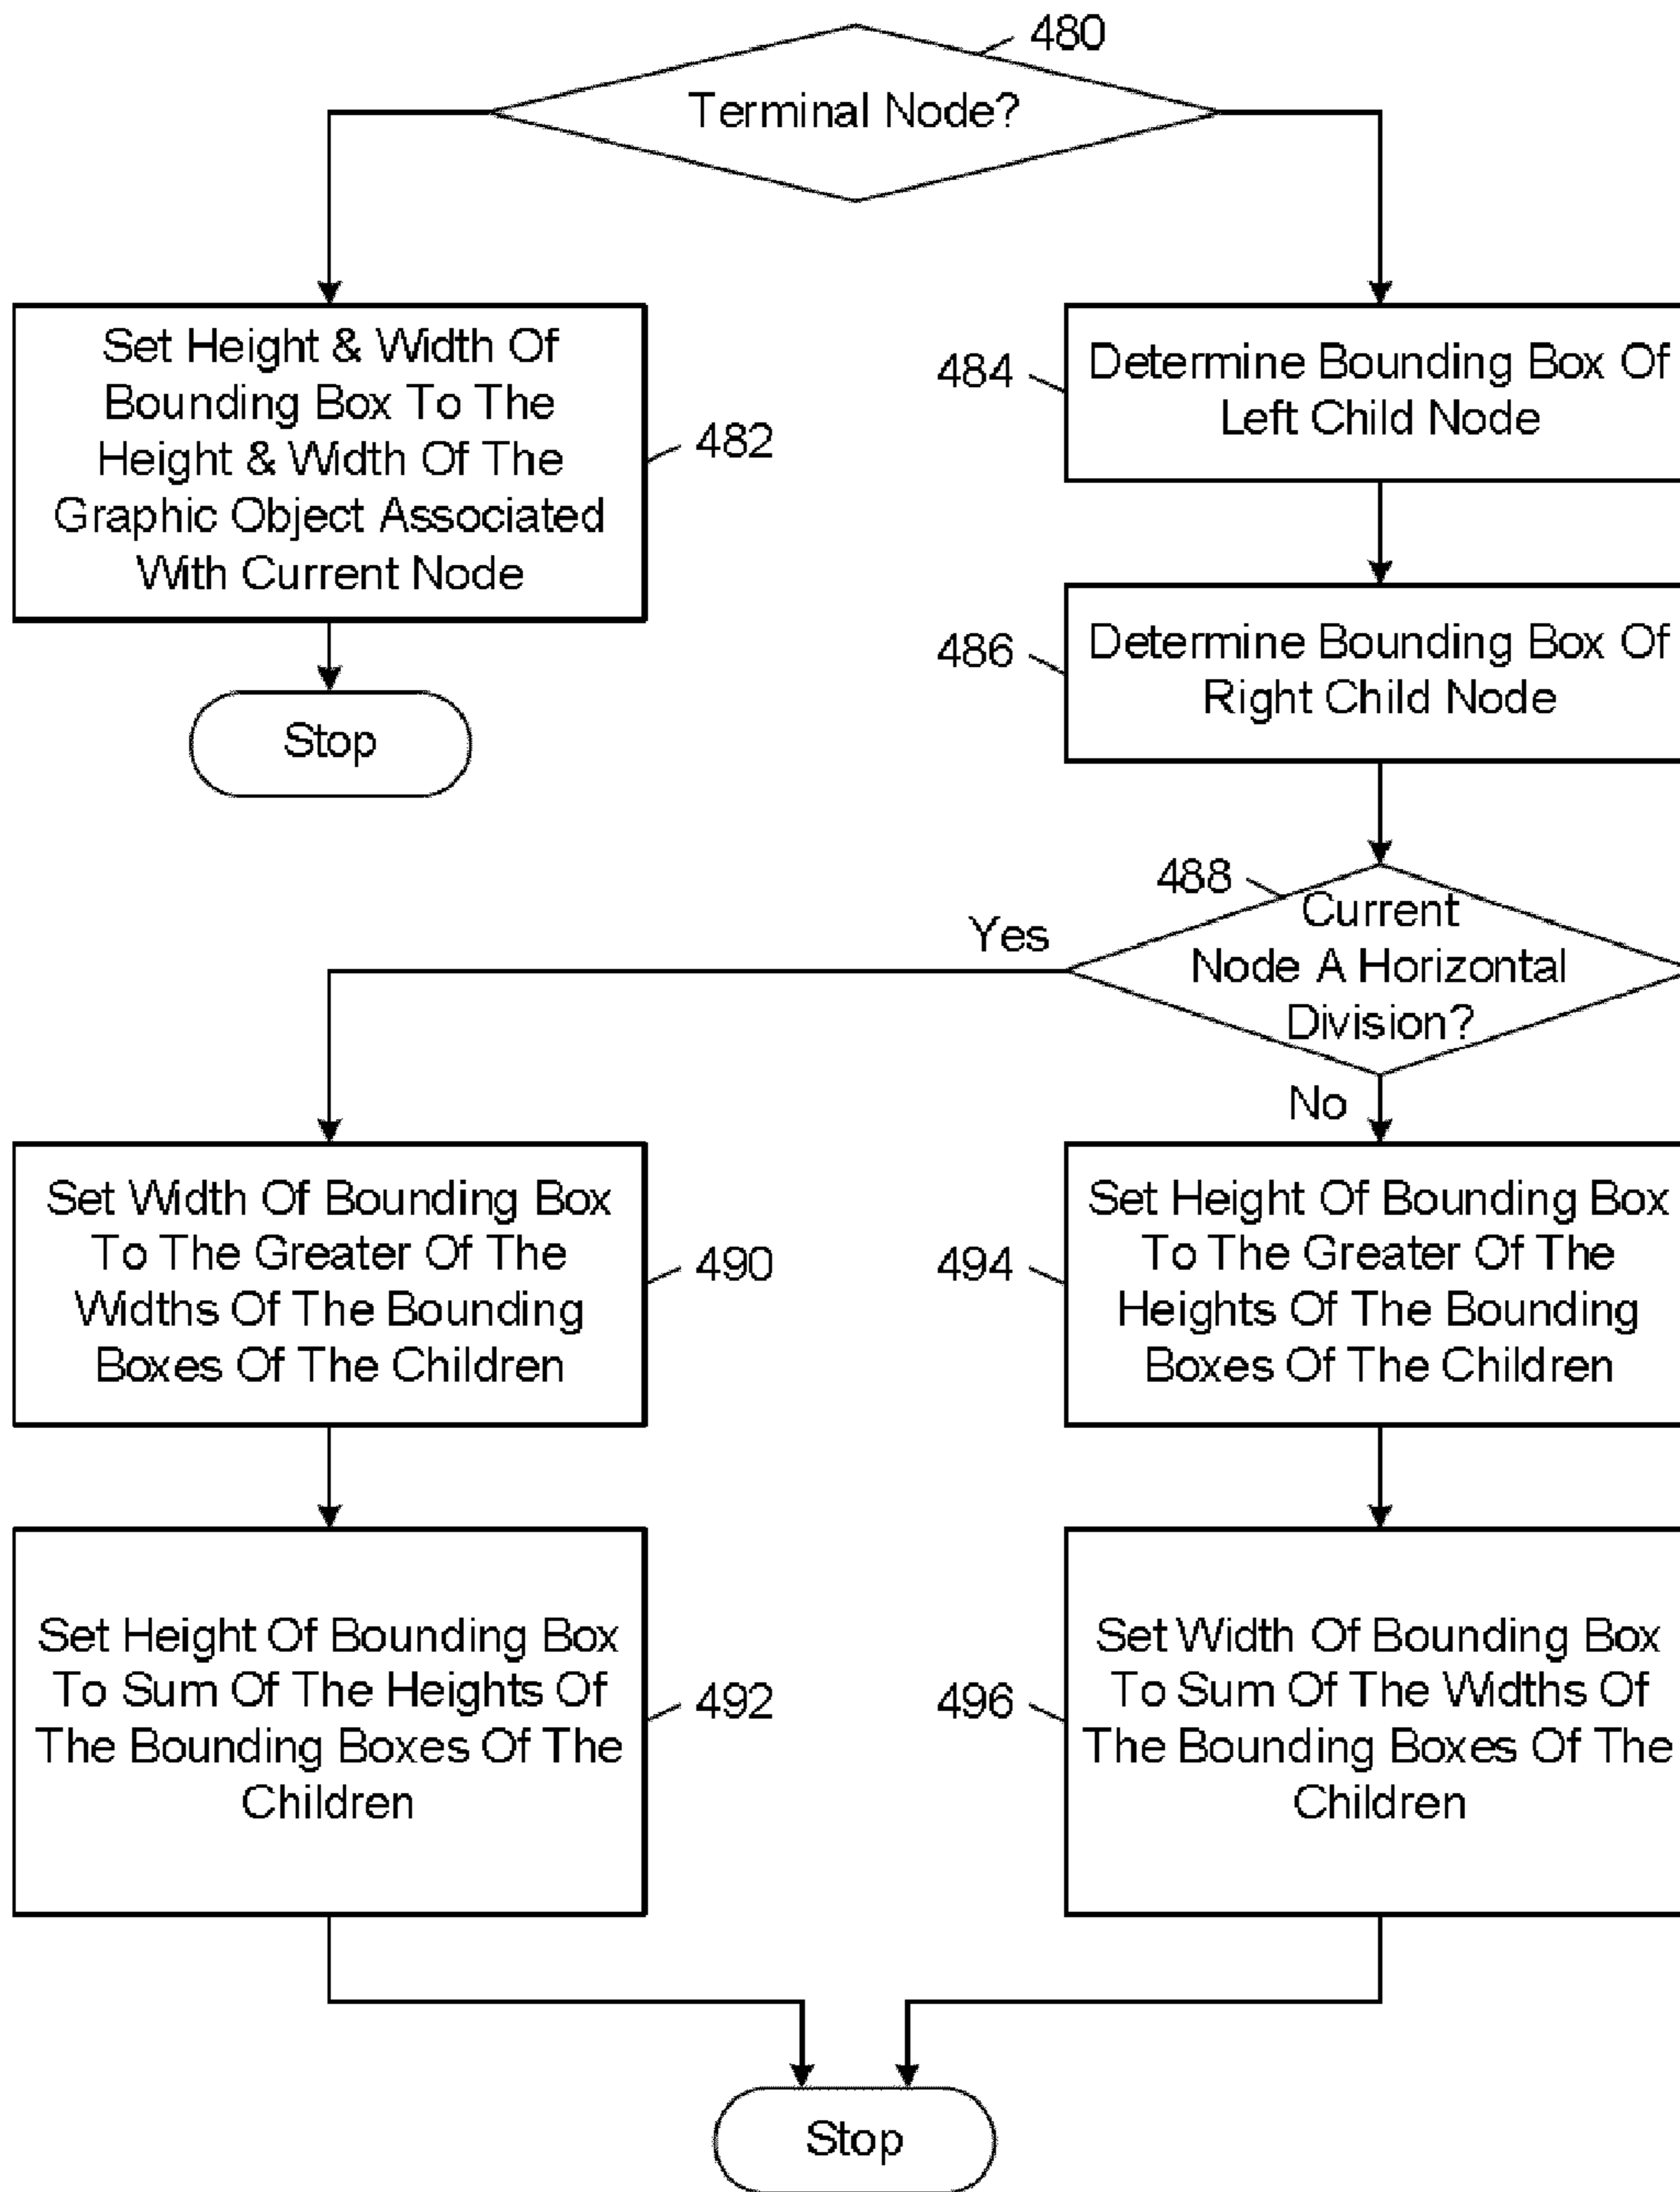 480
Terminal Node?
Set Height & Width Of
Bounding Box To The
Height & Width Of The
Graphic Object Associated
With Current Node
482
484
Determine Bounding Box Of
Left Child Node
486
Determine Bounding Box Of
Right Child Node
Stop
488
Current
Node A Horizontal
Division?
Yes
No
Set Width Of Bounding Box
To The Greater Of The
Widths Of The Bounding
Boxes Of The Children
490
494
Set Height Of Bounding Box
To The Greater Of The
Heights Of The Bounding
Boxes Of The Children
Set Height Of Bounding Box
To Sum Of The Heights Of
The Bounding Boxes Of The
Children
492
496
Set Width Of Bounding Box
To Sum Of The Widths Of
The Bounding Boxes Of The
Children
Stop